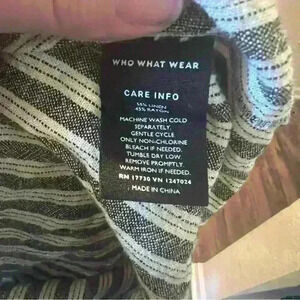 WHO WHAT WEAR
CARE INFO
55% LINEN
45% RAYON
MACHINE WASH COLD
SEPARATELY.
GENTLE CYCLE
ONLY NON-CHLORINE
BLEACH IF NEEDED.
TUMBLE DRY LOW
REMOVE PROMPTLY.
WARM IRON IF NEEDED.
RN 17730 VN 1247024
MADE IN CHINA